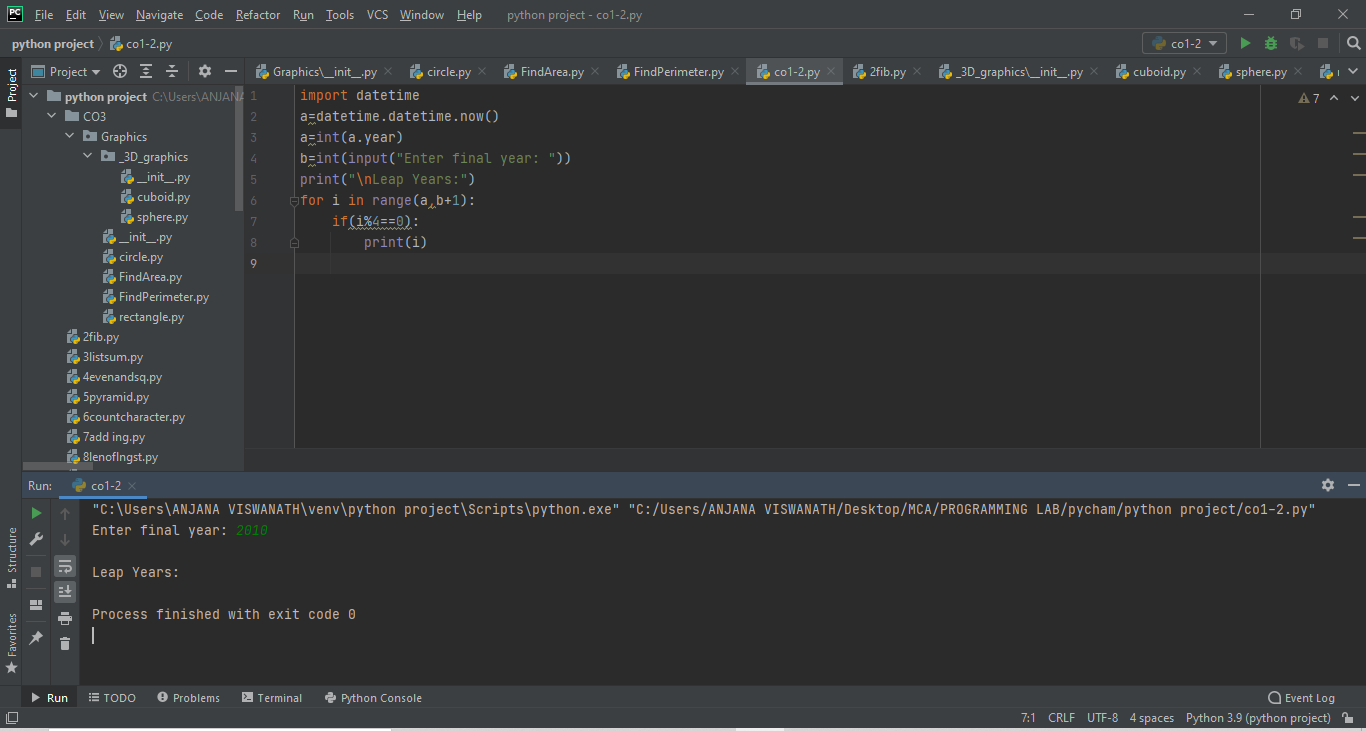 PC File Edit View Navigate Code Refactor Run Tools VCS Window Help python project - co1-2.py
python project co1-2.py co1-2
Project Project Graphics\__init__.py circle.py FindArea.py FindPerimeter.py co1-2.py 2fib.py _3D_graphics\__init__.py cuboid.py sphere.py
python project C:\Users\ANJANA
CO3
Graphics
_3D_graphics
__init__.py
cuboid.py
sphere.py
__init__.py
circle.py
FindArea.py
FindPerimeter.py
rectangle.py
2fib.py
3listsum.py
4evenandsq.py
5pyramid.py
6countcharacter.py
7add ing.py
8lenoflngst.py
7
1 import datetime
2 a=datetime.datetime.now()
3 a=int(a.year)
4 b=int(input("Enter final year: "))
5 print("\nLeap Years:")
6 for i in range(a,b+1):
7 if(i%4==0):
8 print(i)
9
Run: co1-2
"C:\Users\ANJANA VISWANATH\venv\python project\Scripts\python.exe" "C:/Users/ANJANA VISWANATH/Desktop/MCA/PROGRAMMING LAB/pycham/python project/co1-2.py"
Enter final year: 2010
Leap Years:
Process finished with exit code 0
Structure
Favorites
Run TODO Problems Terminal Python Console Event Log
7:1 CRLF UTF-8 4 spaces Python 3.9 (python project)